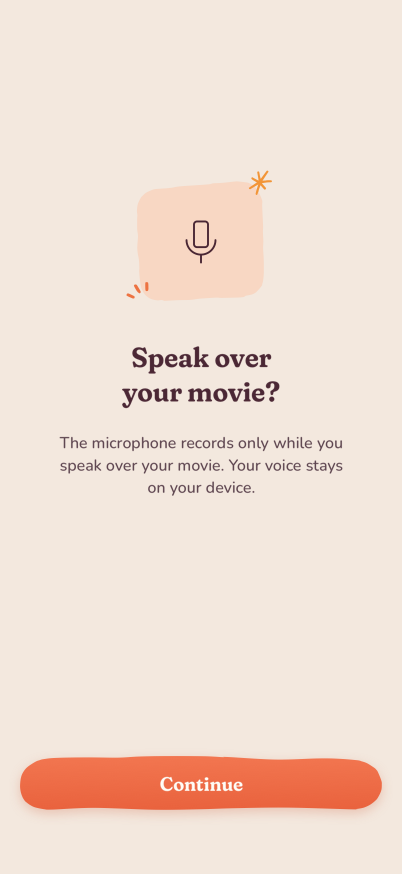 Speak over
your movie?
The microphone records only while you
speak over your movie. Your voice stays
on your device.
Continue